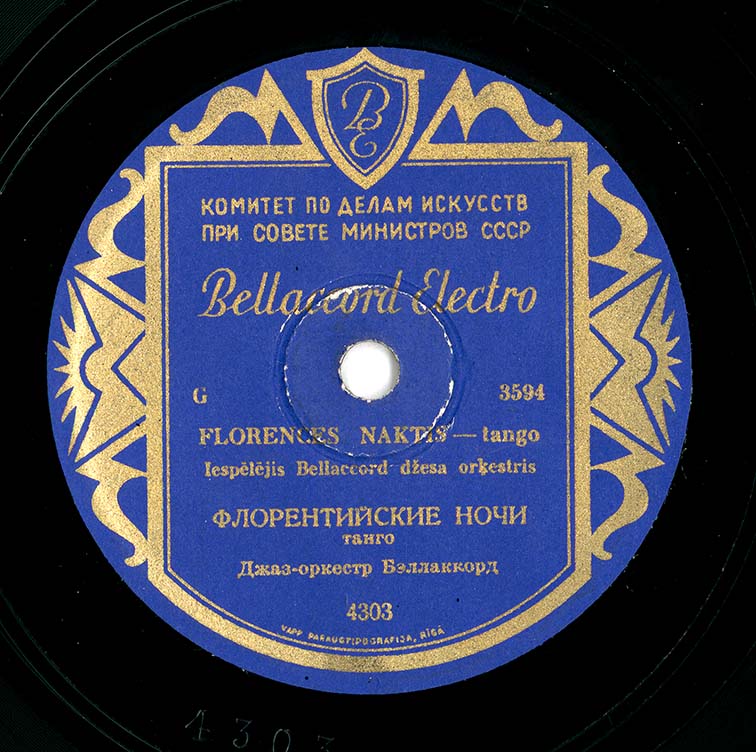 BE
КОМИТЕТ ПО ДЕЛАМ ИСКУССТВ
ПРИ СОВЕТЕ МИНИСТРОВ СССР
Bellaccord Electro
G 3594
FLORENCES NAKTIS — tango
Iespēlējis Bellaccord džesa orķestris
ФЛОРЕНТИЙСКИЕ НОЧИ
танго
Джаз-оркестр Бэллаккорд
4303
VAPP PARAUGTIPOGRAFIJA, RĪGĀ
4303